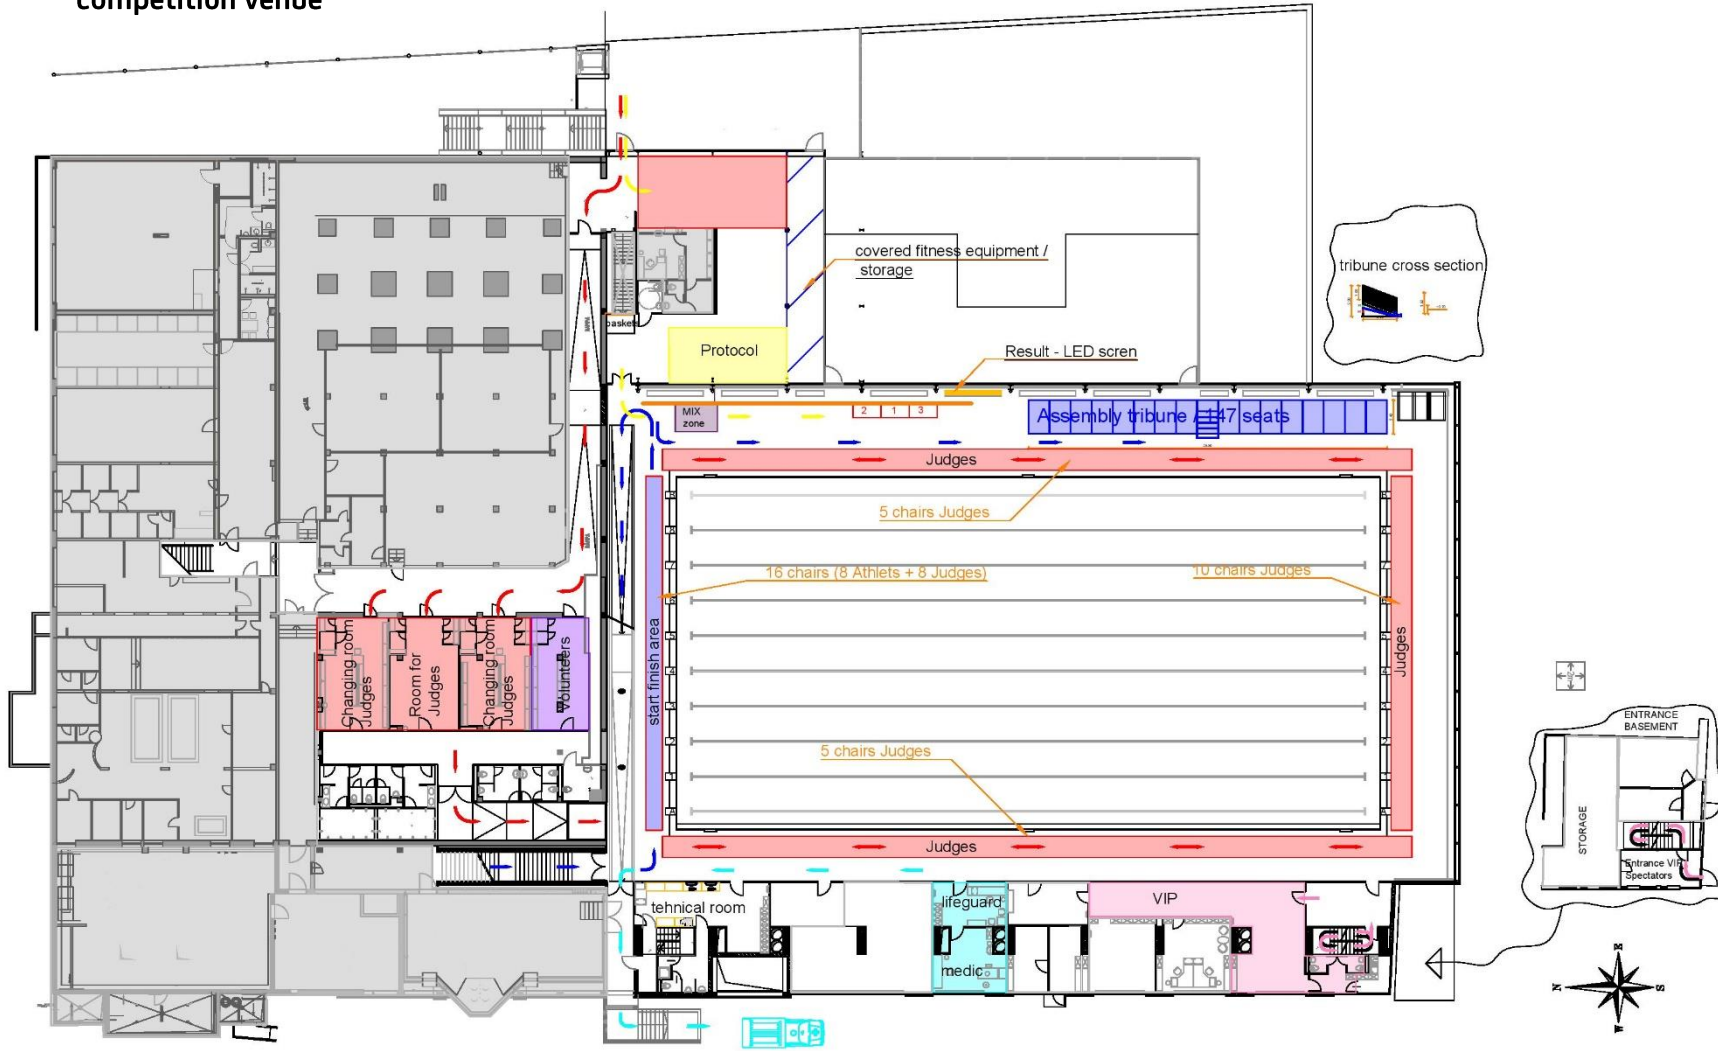 competition venue
covered fitness equipment /
storage
tribune cross section
baskets
Protocol
Result - LED scren
MIX
zone
2
1
3
Assembly tribune / 147 seats
Judges
5 chairs Judges
16 chairs (8 Athlets + 8 Judges)
10 chairs Judges
start finish area
Judges
Changing room
Judges
Room for
Judges
Changing room
Judges
Volunteers
5 chairs Judges
Judges
tehnical room
lifeguard
medic
VIP
ENTRANCE
BASEMENT
STORAGE
Entrance VIP
Spectators
N
S
W